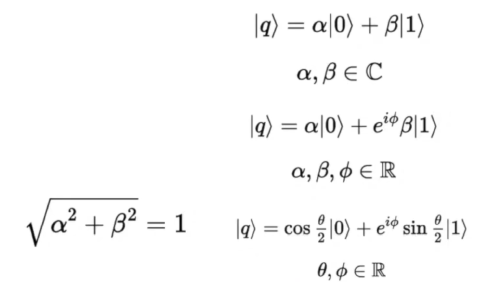 |q⟩ = α|0⟩ + β|1⟩
α, β ∈ ℂ
|q⟩ = α|0⟩ + e^{iϕ}β|1⟩
α, β, ϕ ∈ ℝ
√(α² + β²) = 1
|q⟩ = cos θ/2 |0⟩ + e^{iϕ} sin θ/2 |1⟩
θ, ϕ ∈ ℝ